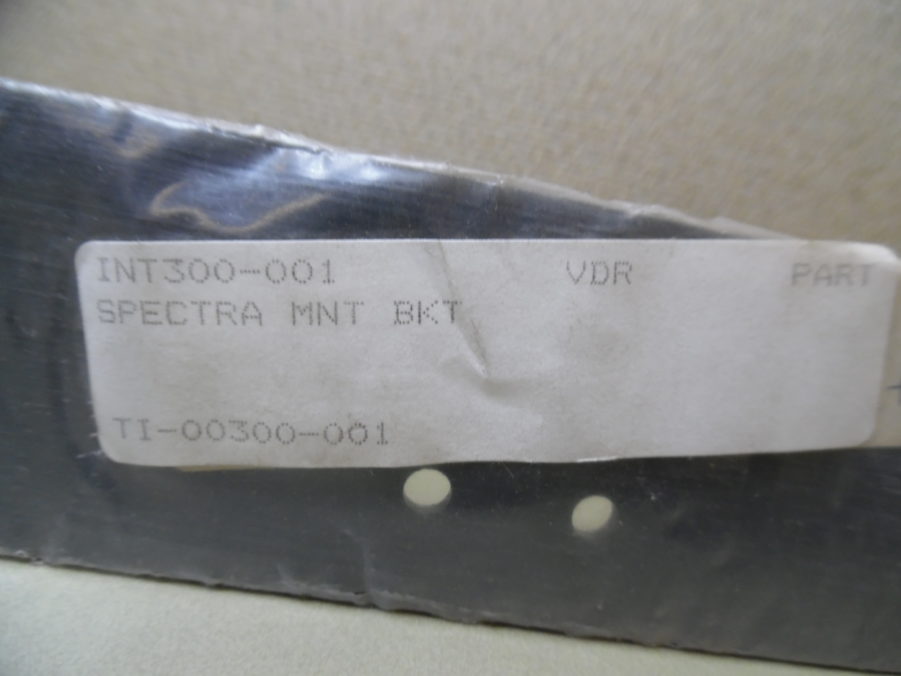 INT300-001 VDR PART
SPECTRA MNT BKT
TI-00300-001